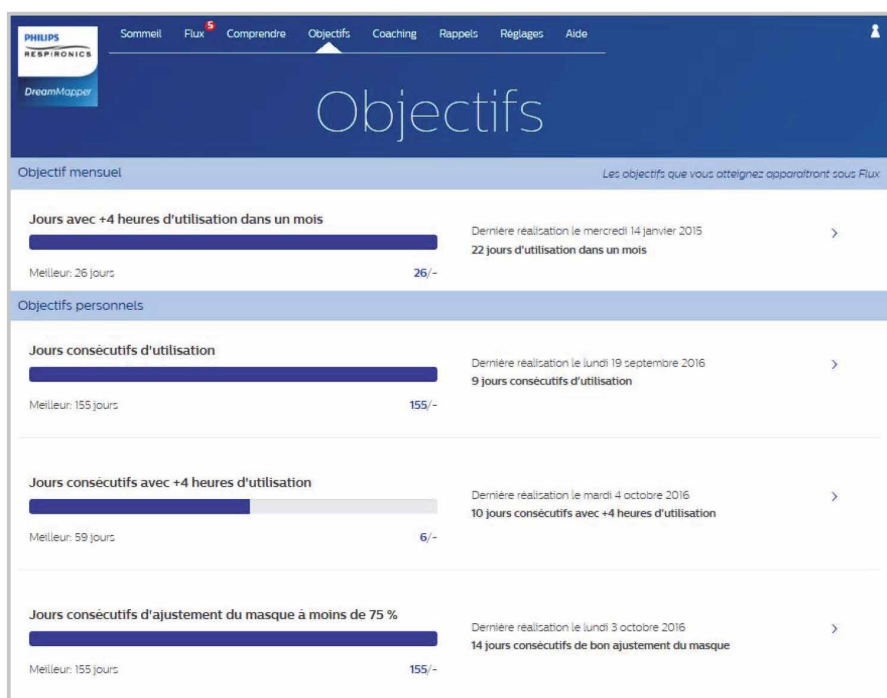 PHILIPS
RESPIRONICS
DreamMapper
Sommeil Flux 5 Comprendre Objectifs Coaching Rappels Réglages Aide
Objectifs
Objectif mensuel
Les objectifs que vous atteignez apparaîtront sous Flux
Jours avec +4 heures d'utilisation dans un mois
Dernière réalisation le mercredi 14 janvier 2015
22 jours d'utilisation dans un mois
Meilleur: 26 jours 26/-
Objectifs personnels
Jours consécutifs d'utilisation
Dernière réalisation le lundi 19 septembre 2016
9 jours consécutifs d'utilisation
Meilleur: 155 jours 155/-
Jours consécutifs avec +4 heures d'utilisation
Dernière réalisation le mardi 4 octobre 2016
10 jours consécutifs avec +4 heures d'utilisation
Meilleur: 59 jours 6/-
Jours consécutifs d'ajustement du masque à moins de 75 %
Dernière réalisation le lundi 3 octobre 2016
14 jours consécutifs de bon ajustement du masque
Meilleur: 155 jours 155/-